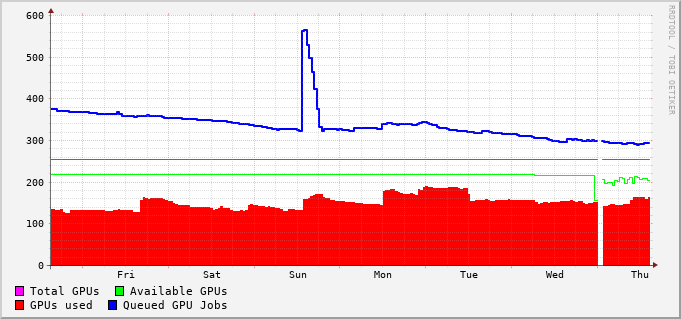 RRDTOOL / TOBI OETIKER
600
500
400
300
200
100
0
Fri Sat Sun Mon Tue Wed Thu
Total GPUs Available GPUs
GPUs used Queued GPU Jobs